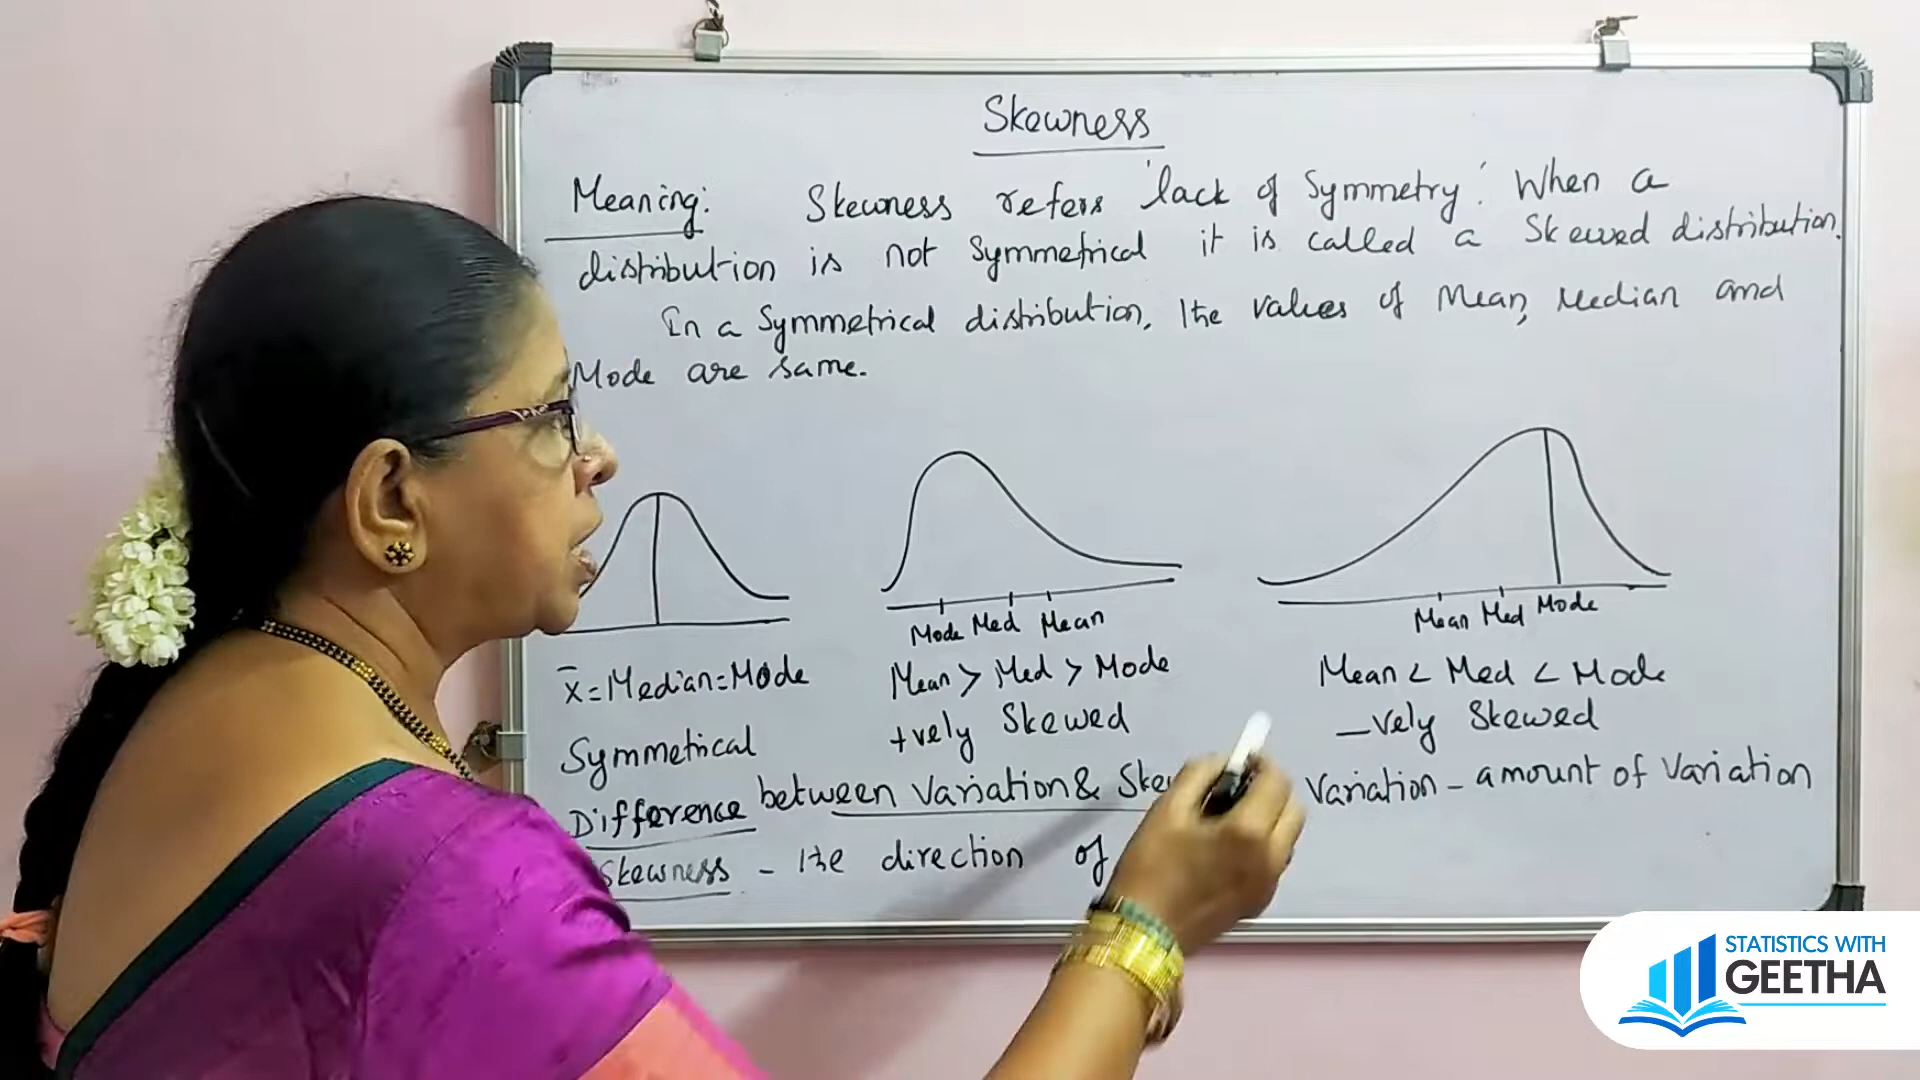 Skewness
Meaning: Skewness refers 'lack of Symmetry'. When a
distribution is not Symmetrical it is called a Skewed distribution.
In a Symmetrical distribution, the values of Mean, Median and
Mode are same.
Mode Med Mean
Mean Med Mode
x̄ = Median = Mode
Mean > Med > Mode
Mean < Med < Mode
Symmetrical
+vely Skewed
–vely Skewed
Difference between Variation & Variation – amount of Variation
Skewness – the direction of
STATISTICS WITH
GEETHA